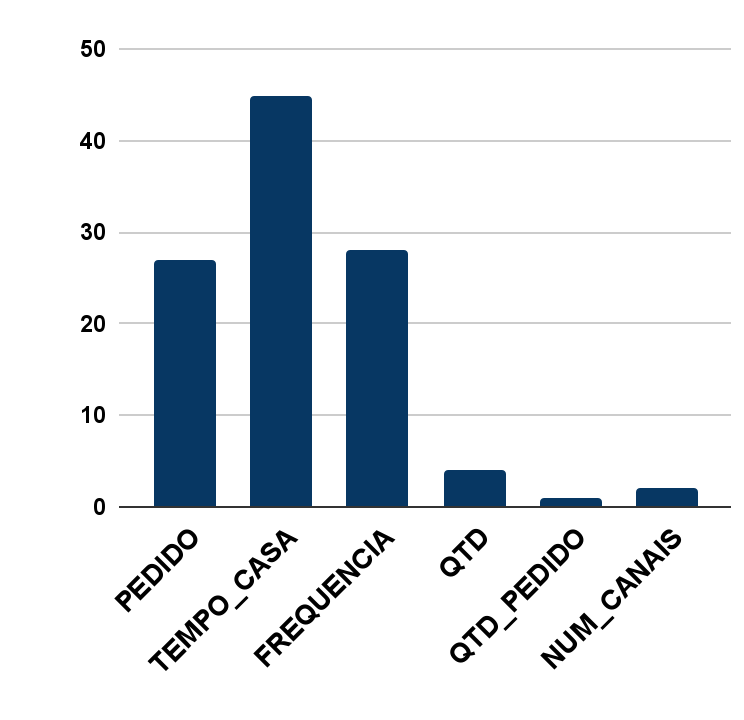 50
40
30
20
10
0
PEDIDO
TEMPO_CASA
FREQUENCIA
QTD
QTD_PEDIDO
NUM_CANAIS